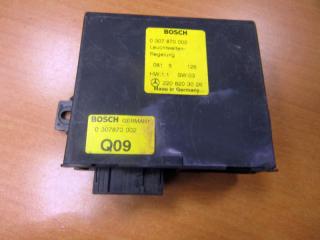 BOSCH
0 307 870 002
Leuchtweiten-
Regelung
081 5 126
HW:1.1 SW:03
220 820 30 26
Made in Germany
BOSCH GERMANY
0 307870 002
Q09